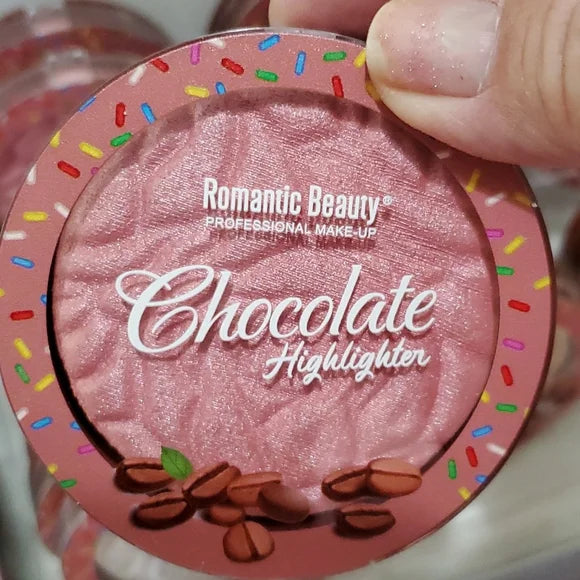 Romantic Beauty®
PROFESSIONAL MAKE-UP
Chocolate
Highlighter